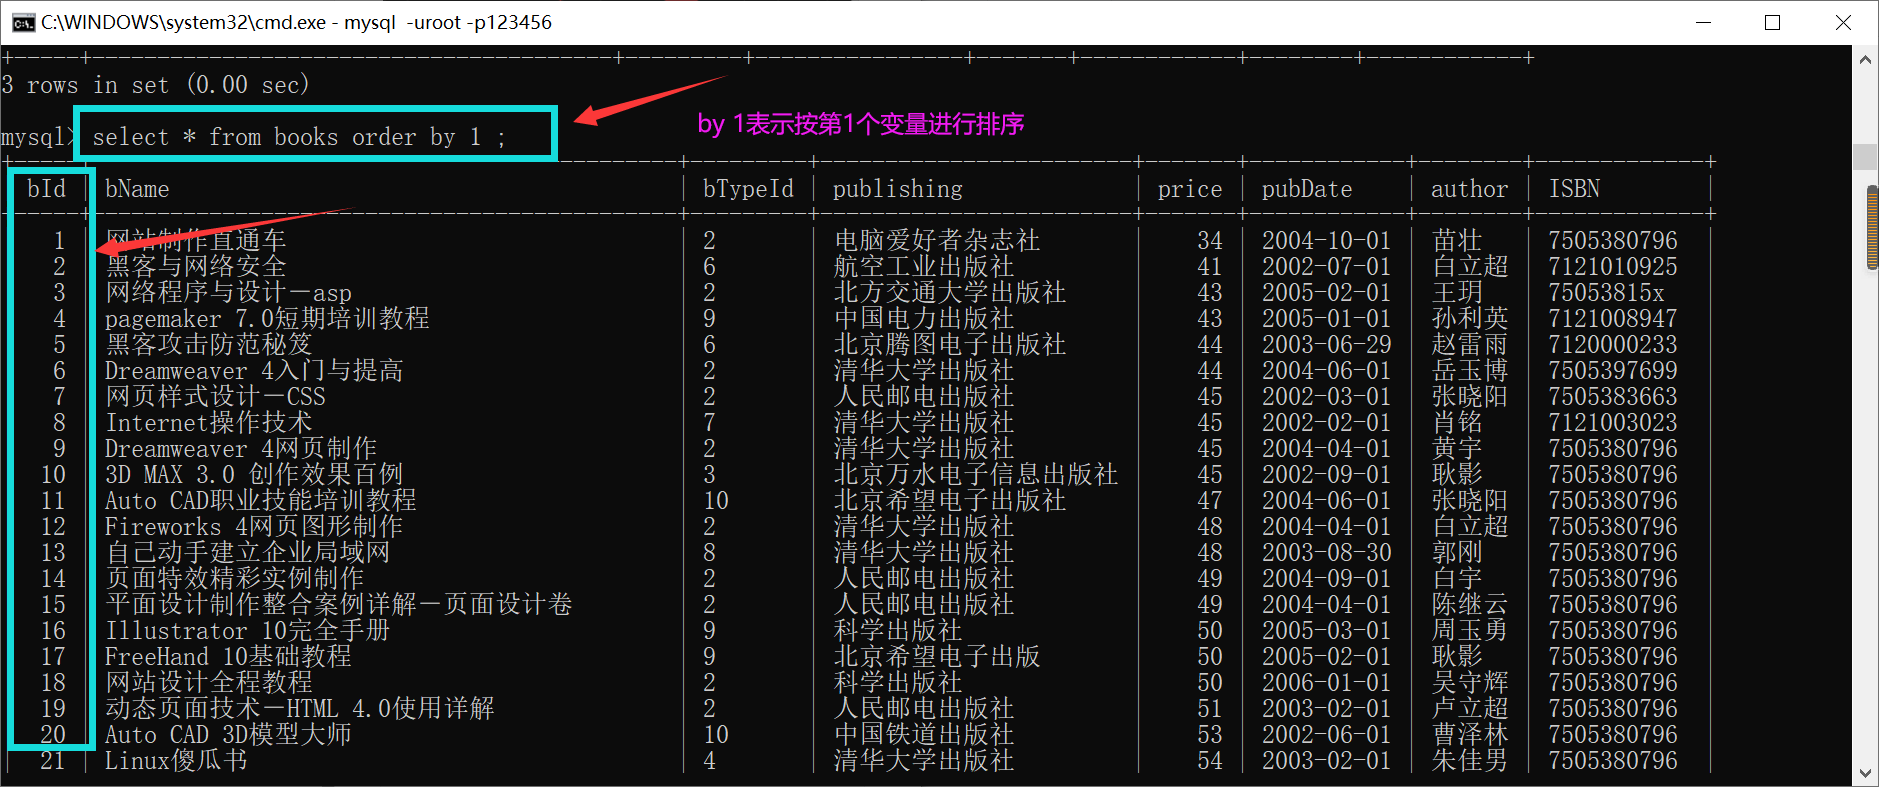 C:\WINDOWS\system32\cmd.exe - mysql  -uroot -p123456
3 rows in set (0.00 sec)
by 1表示按第1个变量进行排序
mysql> select * from books order by 1 ;
bId | bName | bTypeId | publishing | price | pubDate | author | ISBN |
1 | 网站制作直通车 | 2 | 电脑爱好者杂志社 | 34 | 2004-10-01 | 苗壮 | 7505380796 |
2 | 黑客与网络安全 | 6 | 航空工业出版社 | 41 | 2002-07-01 | 白立超 | 7121010925 |
3 | 网络程序与设计－asp | 2 | 北方交通大学出版社 | 43 | 2005-02-01 | 王玥 | 75053815x |
4 | pagemaker 7.0短期培训教程 | 9 | 中国电力出版社 | 43 | 2005-01-01 | 孙利英 | 7121008947 |
5 | 黑客攻击防范秘笈 | 6 | 北京腾图电子出版社 | 44 | 2003-06-29 | 赵雷雨 | 7120000233 |
6 | Dreamweaver 4入门与提高 | 2 | 清华大学出版社 | 44 | 2004-06-01 | 岳玉博 | 7505397699 |
7 | 网页样式设计－CSS | 2 | 人民邮电出版社 | 45 | 2002-03-01 | 张晓阳 | 7505383663 |
8 | Internet操作技术 | 7 | 清华大学出版社 | 45 | 2002-02-01 | 肖铭 | 7121003023 |
9 | Dreamweaver 4网页制作 | 2 | 清华大学出版社 | 45 | 2004-04-01 | 黄宇 | 7505380796 |
10 | 3D MAX 3.0 创作效果百例 | 3 | 北京万水电子信息出版社 | 45 | 2002-09-01 | 耿影 | 7505380796 |
11 | Auto CAD职业技能培训教程 | 10 | 北京希望电子出版社 | 47 | 2004-06-01 | 张晓阳 | 7505380796 |
12 | Fireworks 4网页图形制作 | 2 | 清华大学出版社 | 48 | 2004-04-01 | 白立超 | 7505380796 |
13 | 自己动手建立企业局域网 | 8 | 清华大学出版社 | 48 | 2003-08-30 | 郭刚 | 7505380796 |
14 | 页面特效精彩实例制作 | 2 | 人民邮电出版社 | 49 | 2004-09-01 | 白宇 | 7505380796 |
15 | 平面设计制作整合案例详解－页面设计卷 | 2 | 人民邮电出版社 | 49 | 2004-04-01 | 陈继云 | 7505380796 |
16 | Illustrator 10完全手册 | 9 | 科学出版社 | 50 | 2005-03-01 | 周玉勇 | 7505380796 |
17 | FreeHand 10基础教程 | 9 | 北京希望电子出版 | 50 | 2005-02-01 | 耿影 | 7505380796 |
18 | 网站设计全程教程 | 2 | 科学出版社 | 50 | 2006-01-01 | 吴守辉 | 7505380796 |
19 | 动态页面技术－HTML 4.0使用详解 | 2 | 人民邮电出版社 | 51 | 2003-02-01 | 卢立超 | 7505380796 |
20 | Auto CAD 3D模型大师 | 10 | 中国铁道出版社 | 53 | 2002-06-01 | 曹泽林 | 7505380796 |
| 21 | Linux傻瓜书 | 4 | 清华大学出版社 | 54 | 2003-02-01 | 朱佳男 | 7505380796 |